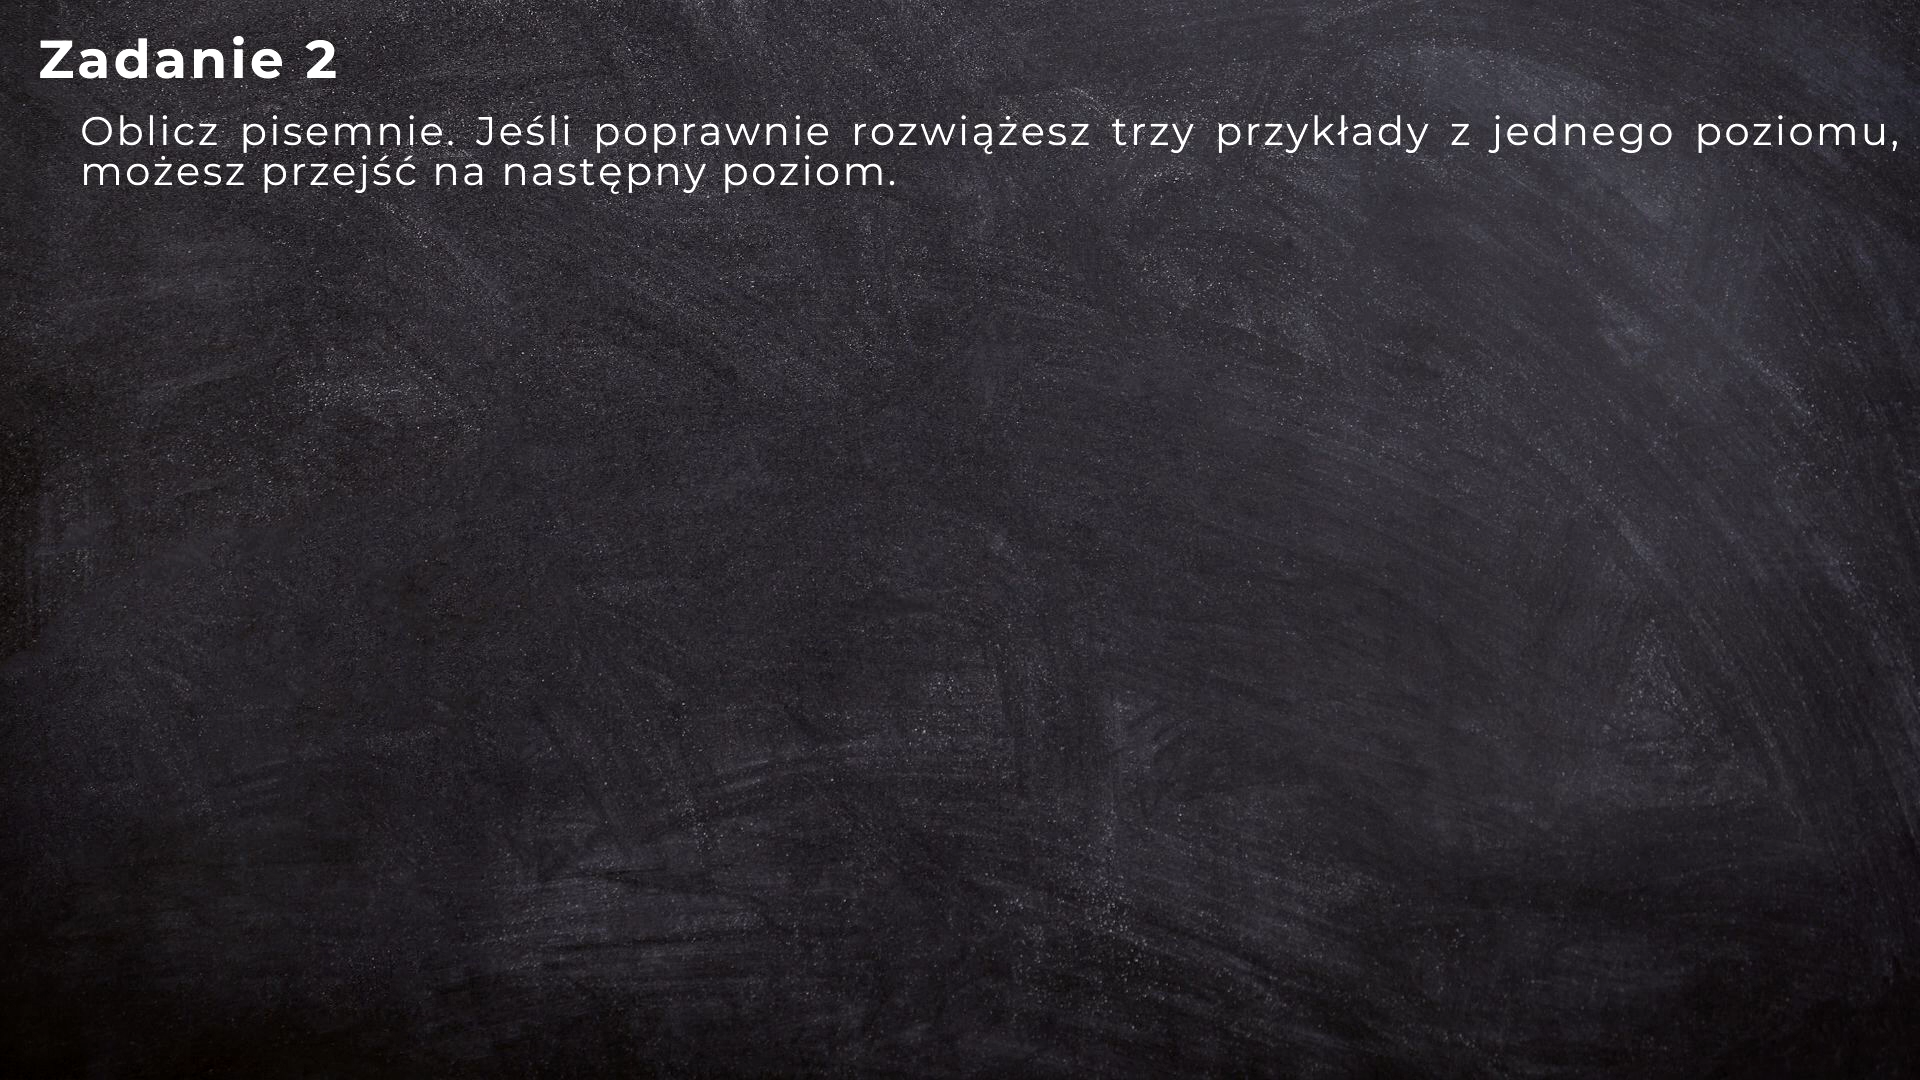 Zadanie 2
Oblicz pisemnie. Jeśli poprawnie rozwiążesz trzy przykłady z jednego poziomu,
możesz przejść na następny poziom.